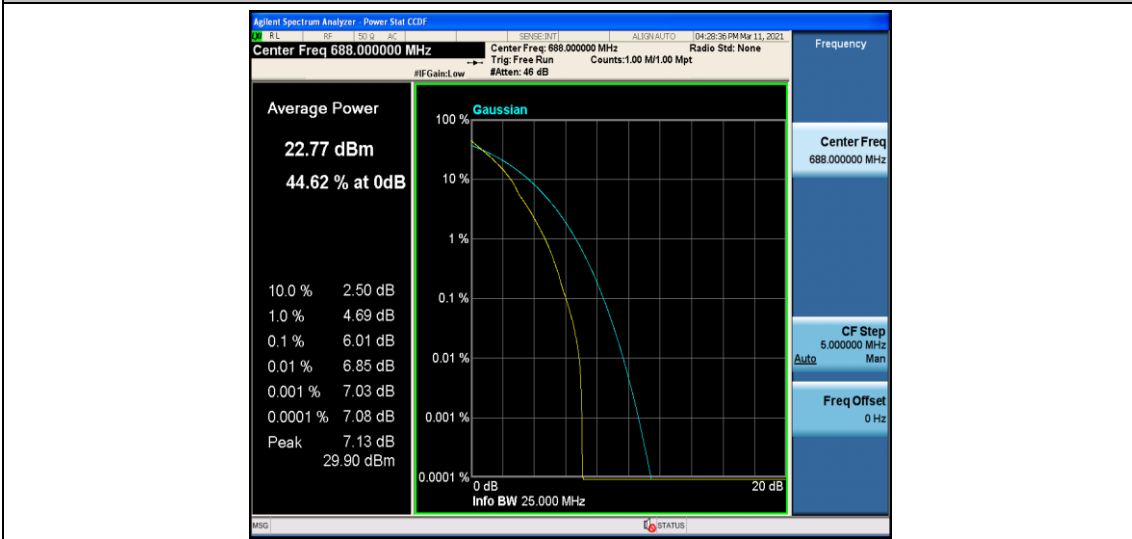 Agilent Spectrum Analyzer - Power Stat CCDF
LXI RL RF 50 Ω AC SENSE:INT ALIGN AUTO 04:28:36 PM Mar 11, 2021
Center Freq 688.000000 MHz
Center Freq: 688.000000 MHz Radio Std: None
Trig: Free Run Counts:1.00 M/1.00 Mpt
#IFGain:Low #Atten: 46 dB
Frequency
Average Power
22.77 dBm
44.62 % at 0dB
10.0 % 2.50 dB
1.0 % 4.69 dB
0.1 % 6.01 dB
0.01 % 6.85 dB
0.001 % 7.03 dB
0.0001 % 7.08 dB
Peak 7.13 dB
29.90 dBm
Gaussian
100 %
10 %
1 %
0.1 %
0.01 %
0.001 %
0.0001 %
0 dB 20 dB
Info BW 25.000 MHz
Center Freq
688.000000 MHz
CF Step
5.000000 MHz
Auto Man
Freq Offset
0 Hz
MSG STATUS